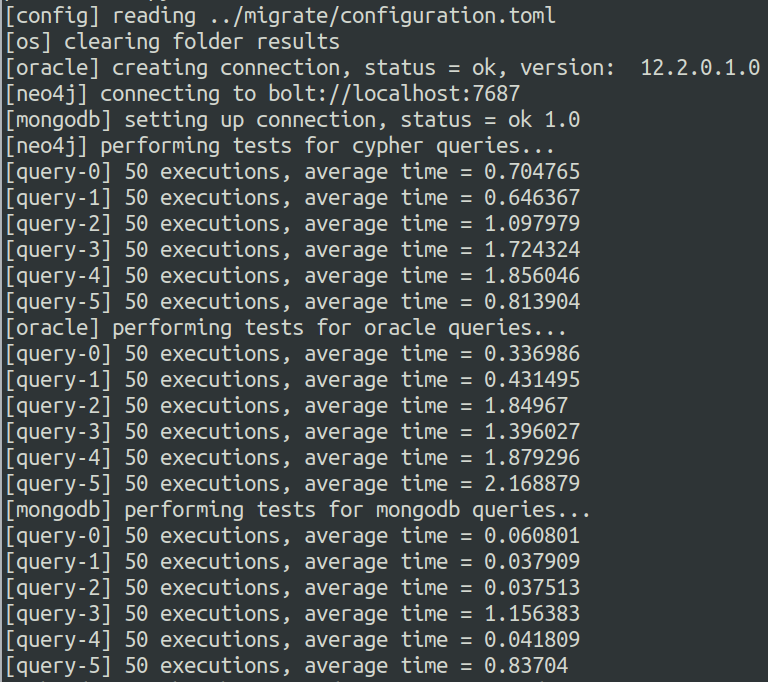 [config] reading ../migrate/configuration.toml
[os] clearing folder results
[oracle] creating connection, status = ok, version:  12.2.0.1.0
[neo4j] connecting to bolt://localhost:7687
[mongodb] setting up connection, status = ok 1.0
[neo4j] performing tests for cypher queries...
[query-0] 50 executions, average time = 0.704765
[query-1] 50 executions, average time = 0.646367
[query-2] 50 executions, average time = 1.097979
[query-3] 50 executions, average time = 1.724324
[query-4] 50 executions, average time = 1.856046
[query-5] 50 executions, average time = 0.813904
[oracle] performing tests for oracle queries...
[query-0] 50 executions, average time = 0.336986
[query-1] 50 executions, average time = 0.431495
[query-2] 50 executions, average time = 1.84967
[query-3] 50 executions, average time = 1.396027
[query-4] 50 executions, average time = 1.879296
[query-5] 50 executions, average time = 2.168879
[mongodb] performing tests for mongodb queries...
[query-0] 50 executions, average time = 0.060801
[query-1] 50 executions, average time = 0.037909
[query-2] 50 executions, average time = 0.037513
[query-3] 50 executions, average time = 1.156383
[query-4] 50 executions, average time = 0.041809
[query-5] 50 executions, average time = 0.83704